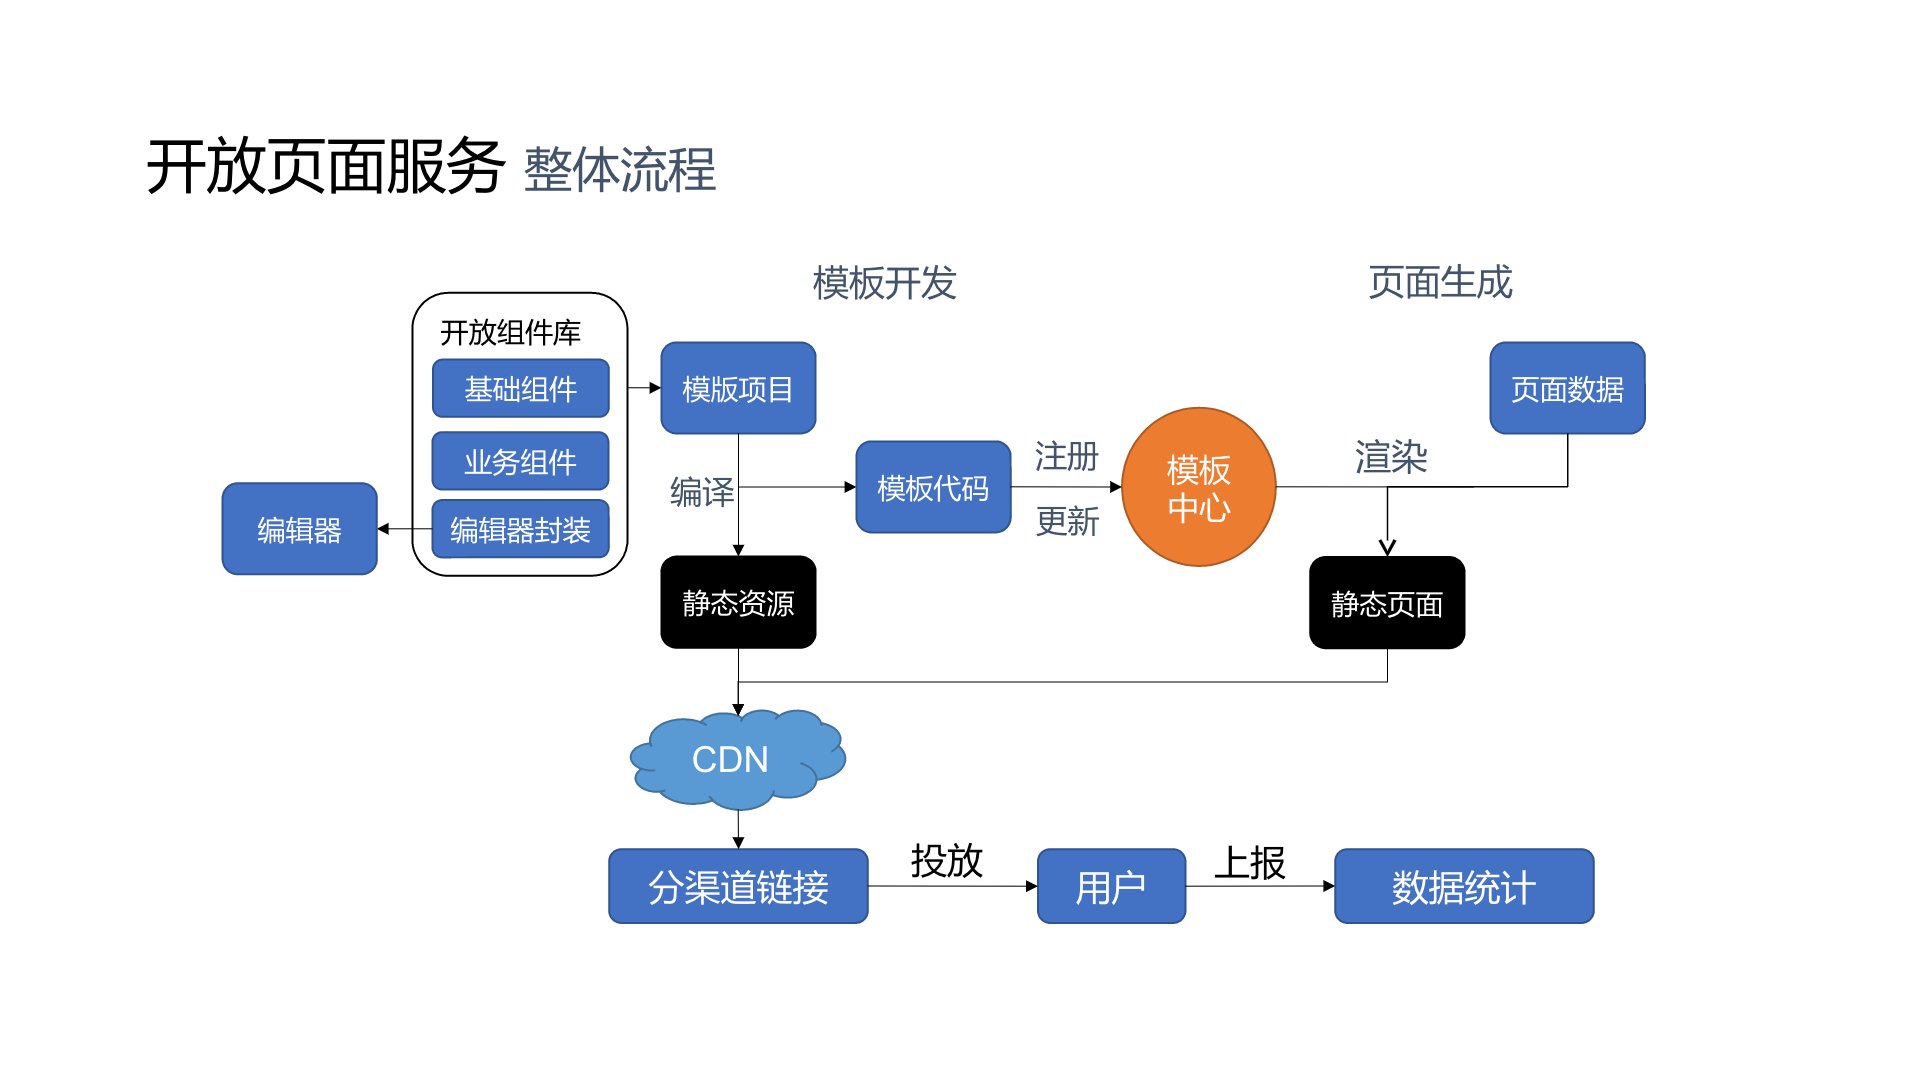 开放页面服务 整体流程
模板开发
页面生成
开放组件库
基础组件
业务组件
编辑器封装
编辑器
模版项目
编译
模板代码
注册
更新
模板
中心
渲染
页面数据
静态资源
静态页面
CDN
分渠道链接
投放
用户
上报
数据统计